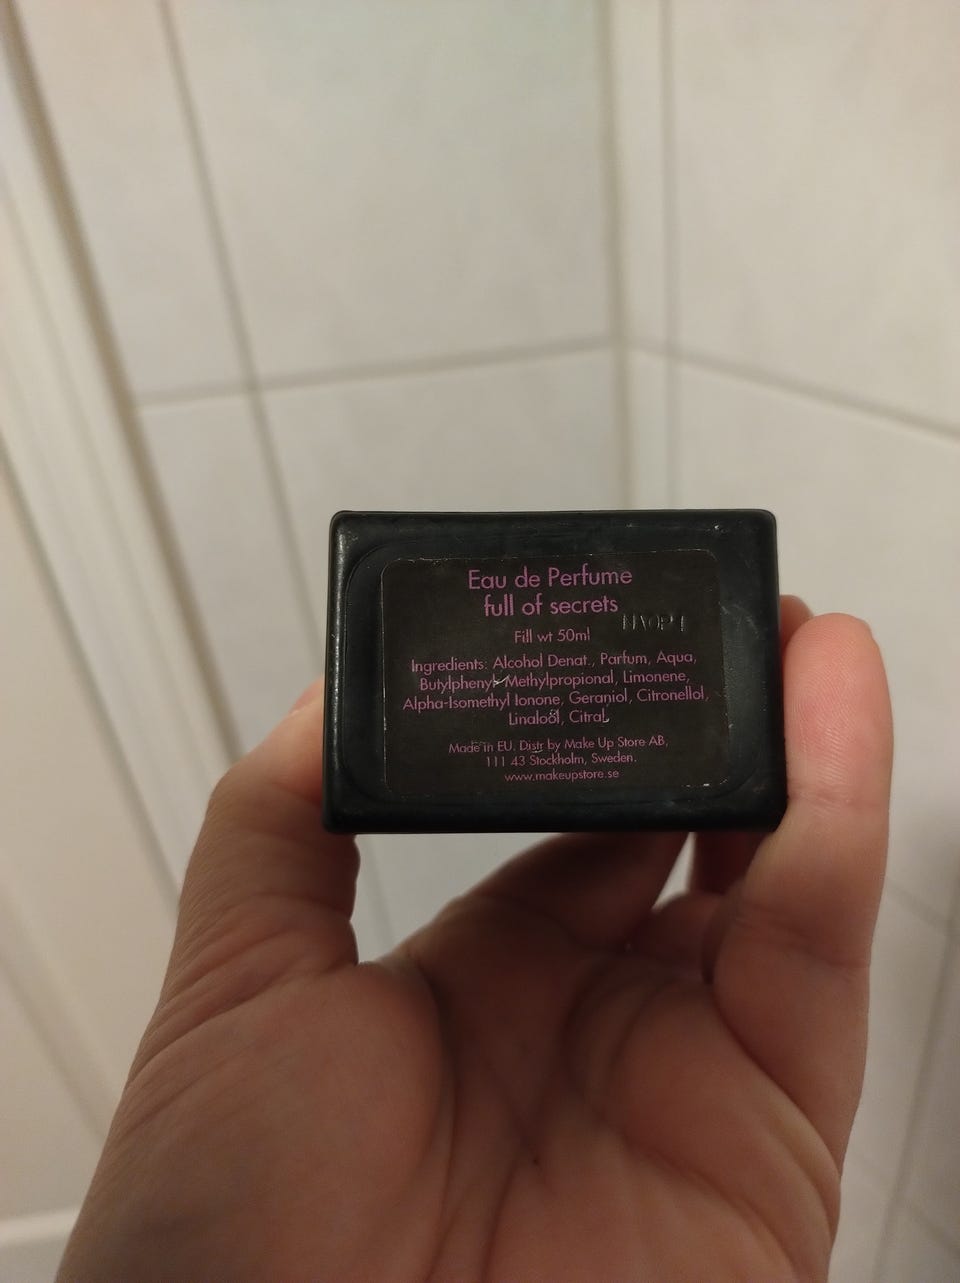 Eau de Perfume
full of secrets
Fill wt 50ml
Ingredients: Alcohol Denat., Parfum, Aqua,
Butylphenyl Methylpropional, Limonene,
Alpha-Isomethyl Ionone, Geraniol, Citronellol,
Linalool, Citral.
Made in EU. Distr by Make Up Store AB,
111 43 Stockholm, Sweden.
www.makeupstore.se